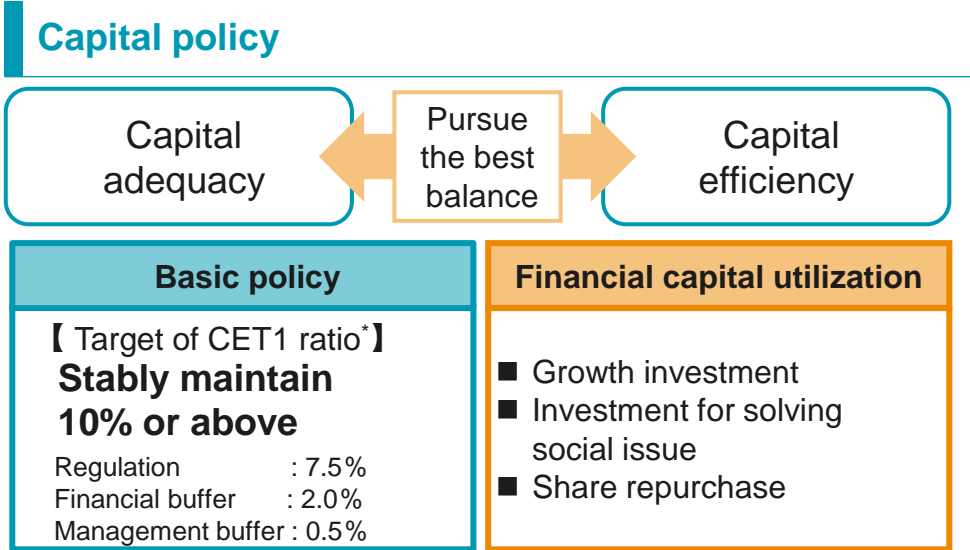 Capital policy
Capital
adequacy
Pursue
the best
balance
Capital
efficiency
Basic policy
【 Target of CET1 ratio*】
Stably maintain
10% or above
Regulation : 7.5%
Financial buffer : 2.0%
Management buffer : 0.5%
Financial capital utilization
■ Growth investment
■ Investment for solving
social issue
■ Share repurchase